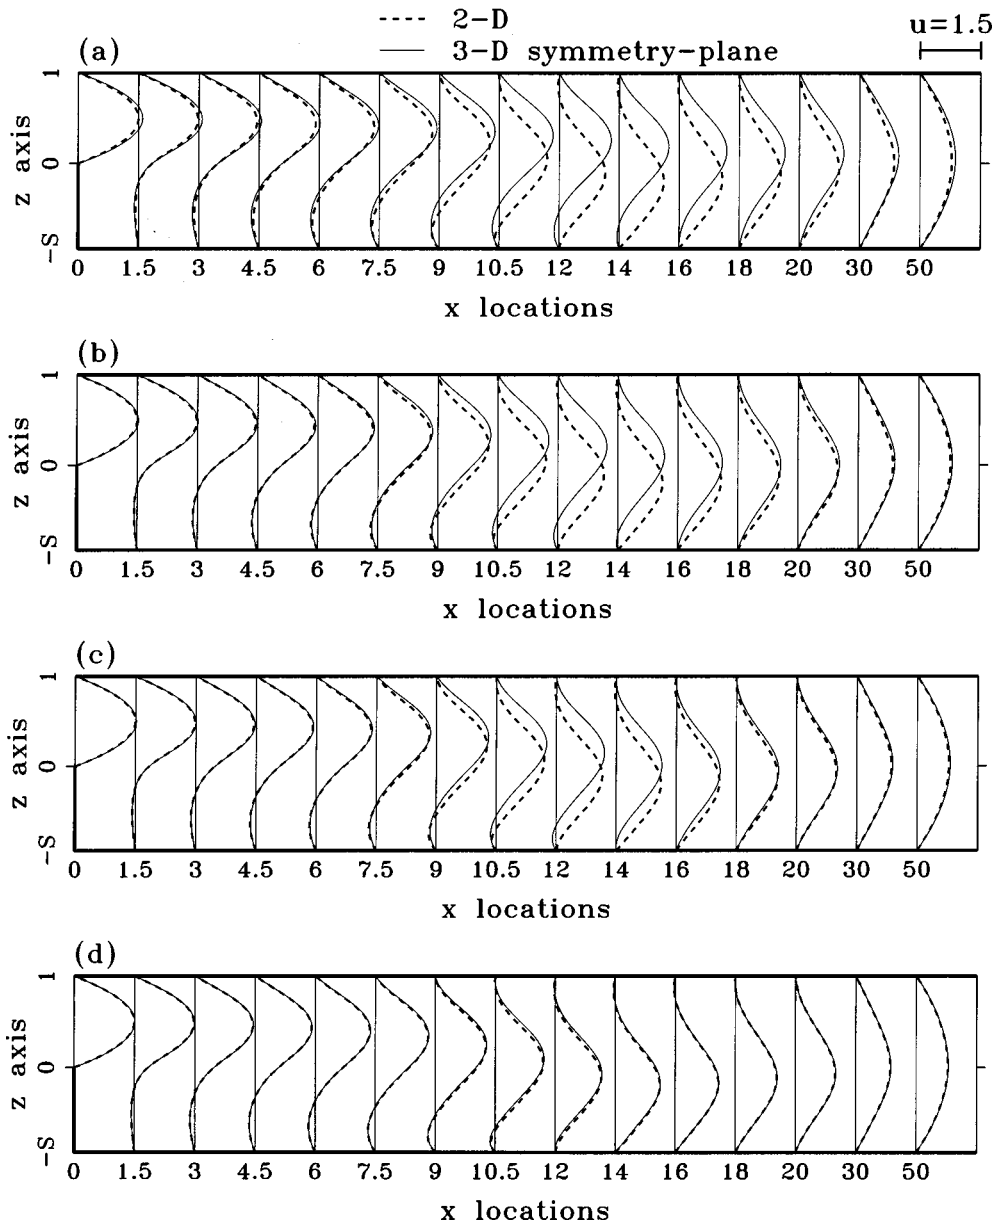 2-D
3-D symmetry-plane
u=1.5
(a)
1
0
-S
z axis
0 1.5 3 4.5 6 7.5 9 10.5 12 14 16 18 20 30 50
x locations
(b)
1
0
-S
z axis
0 1.5 3 4.5 6 7.5 9 10.5 12 14 16 18 20 30 50
x locations
(c)
1
0
-S
z axis
0 1.5 3 4.5 6 7.5 9 10.5 12 14 16 18 20 30 50
x locations
(d)
1
0
-S
z axis
0 1.5 3 4.5 6 7.5 9 10.5 12 14 16 18 20 30 50
x locations